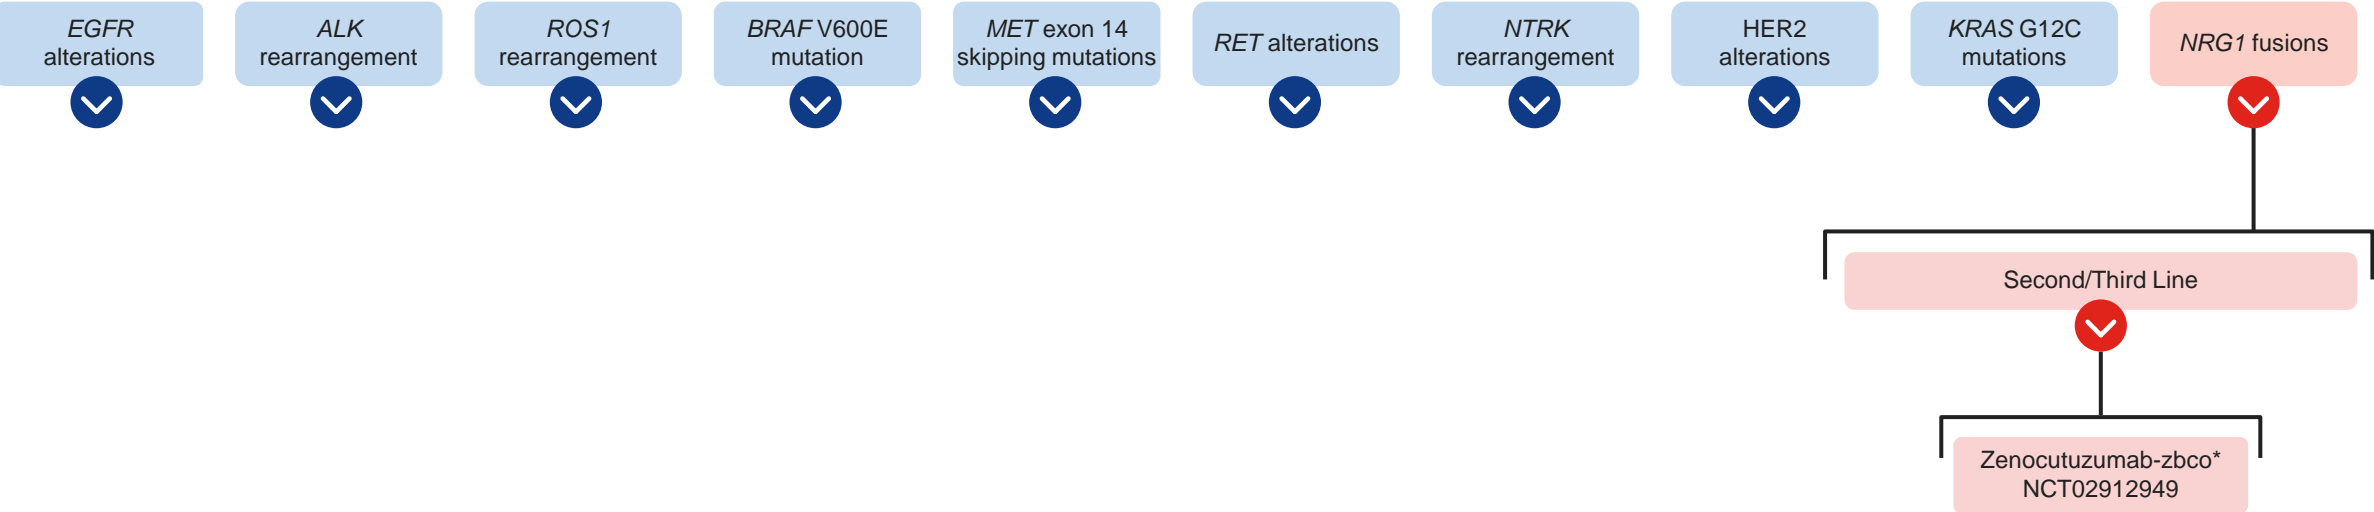 EGFR
alterations
ALK
rearrangement
ROS1
rearrangement
BRAF V600E
mutation
MET exon 14
skipping mutations
RET alterations
NTRK
rearrangement
HER2
alterations
KRAS G12C
mutations
NRG1 fusions
Second/Third Line
Zenocutuzumab-zbco*
NCT02912949